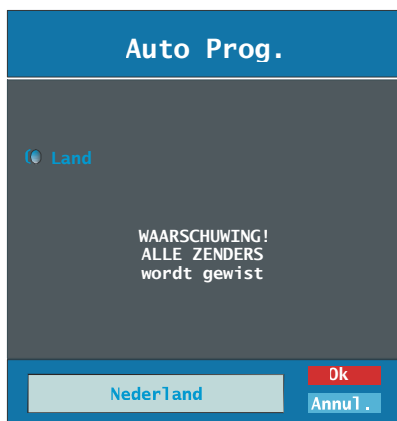 Auto Prog.
Land
WAARSCHUWING!
ALLE ZENDERS
wordt gewist
Nederland
Ok
Annul.